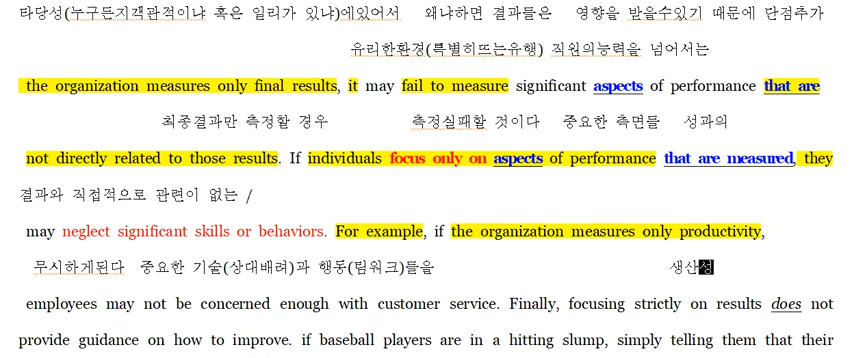 타당성(누구든지객관적이냐 혹은 일리가 있냐)에있어서 왜냐하면 결과들은 영향을 받을수있기 때문에 단점추가
유리한환경(특별히뜨는유행) 직원의능력을 넘어서는
the organization measures only final results, it may fail to measure significant aspects of performance that are
최종결과만 측정할 경우 측정실패할 것이다 중요한 측면들 성과의
not directly related to those results. If individuals focus only on aspects of performance that are measured, they
결과와 직접적으로 관련이 없는 /
may neglect significant skills or behaviors. For example, if the organization measures only productivity,
무시하게된다 중요한 기술(상대배려)과 행동(팀워크)들을 생산성
employees may not be concerned enough with customer service. Finally, focusing strictly on results does not
provide guidance on how to improve. if baseball players are in a hitting slump, simply telling them that their